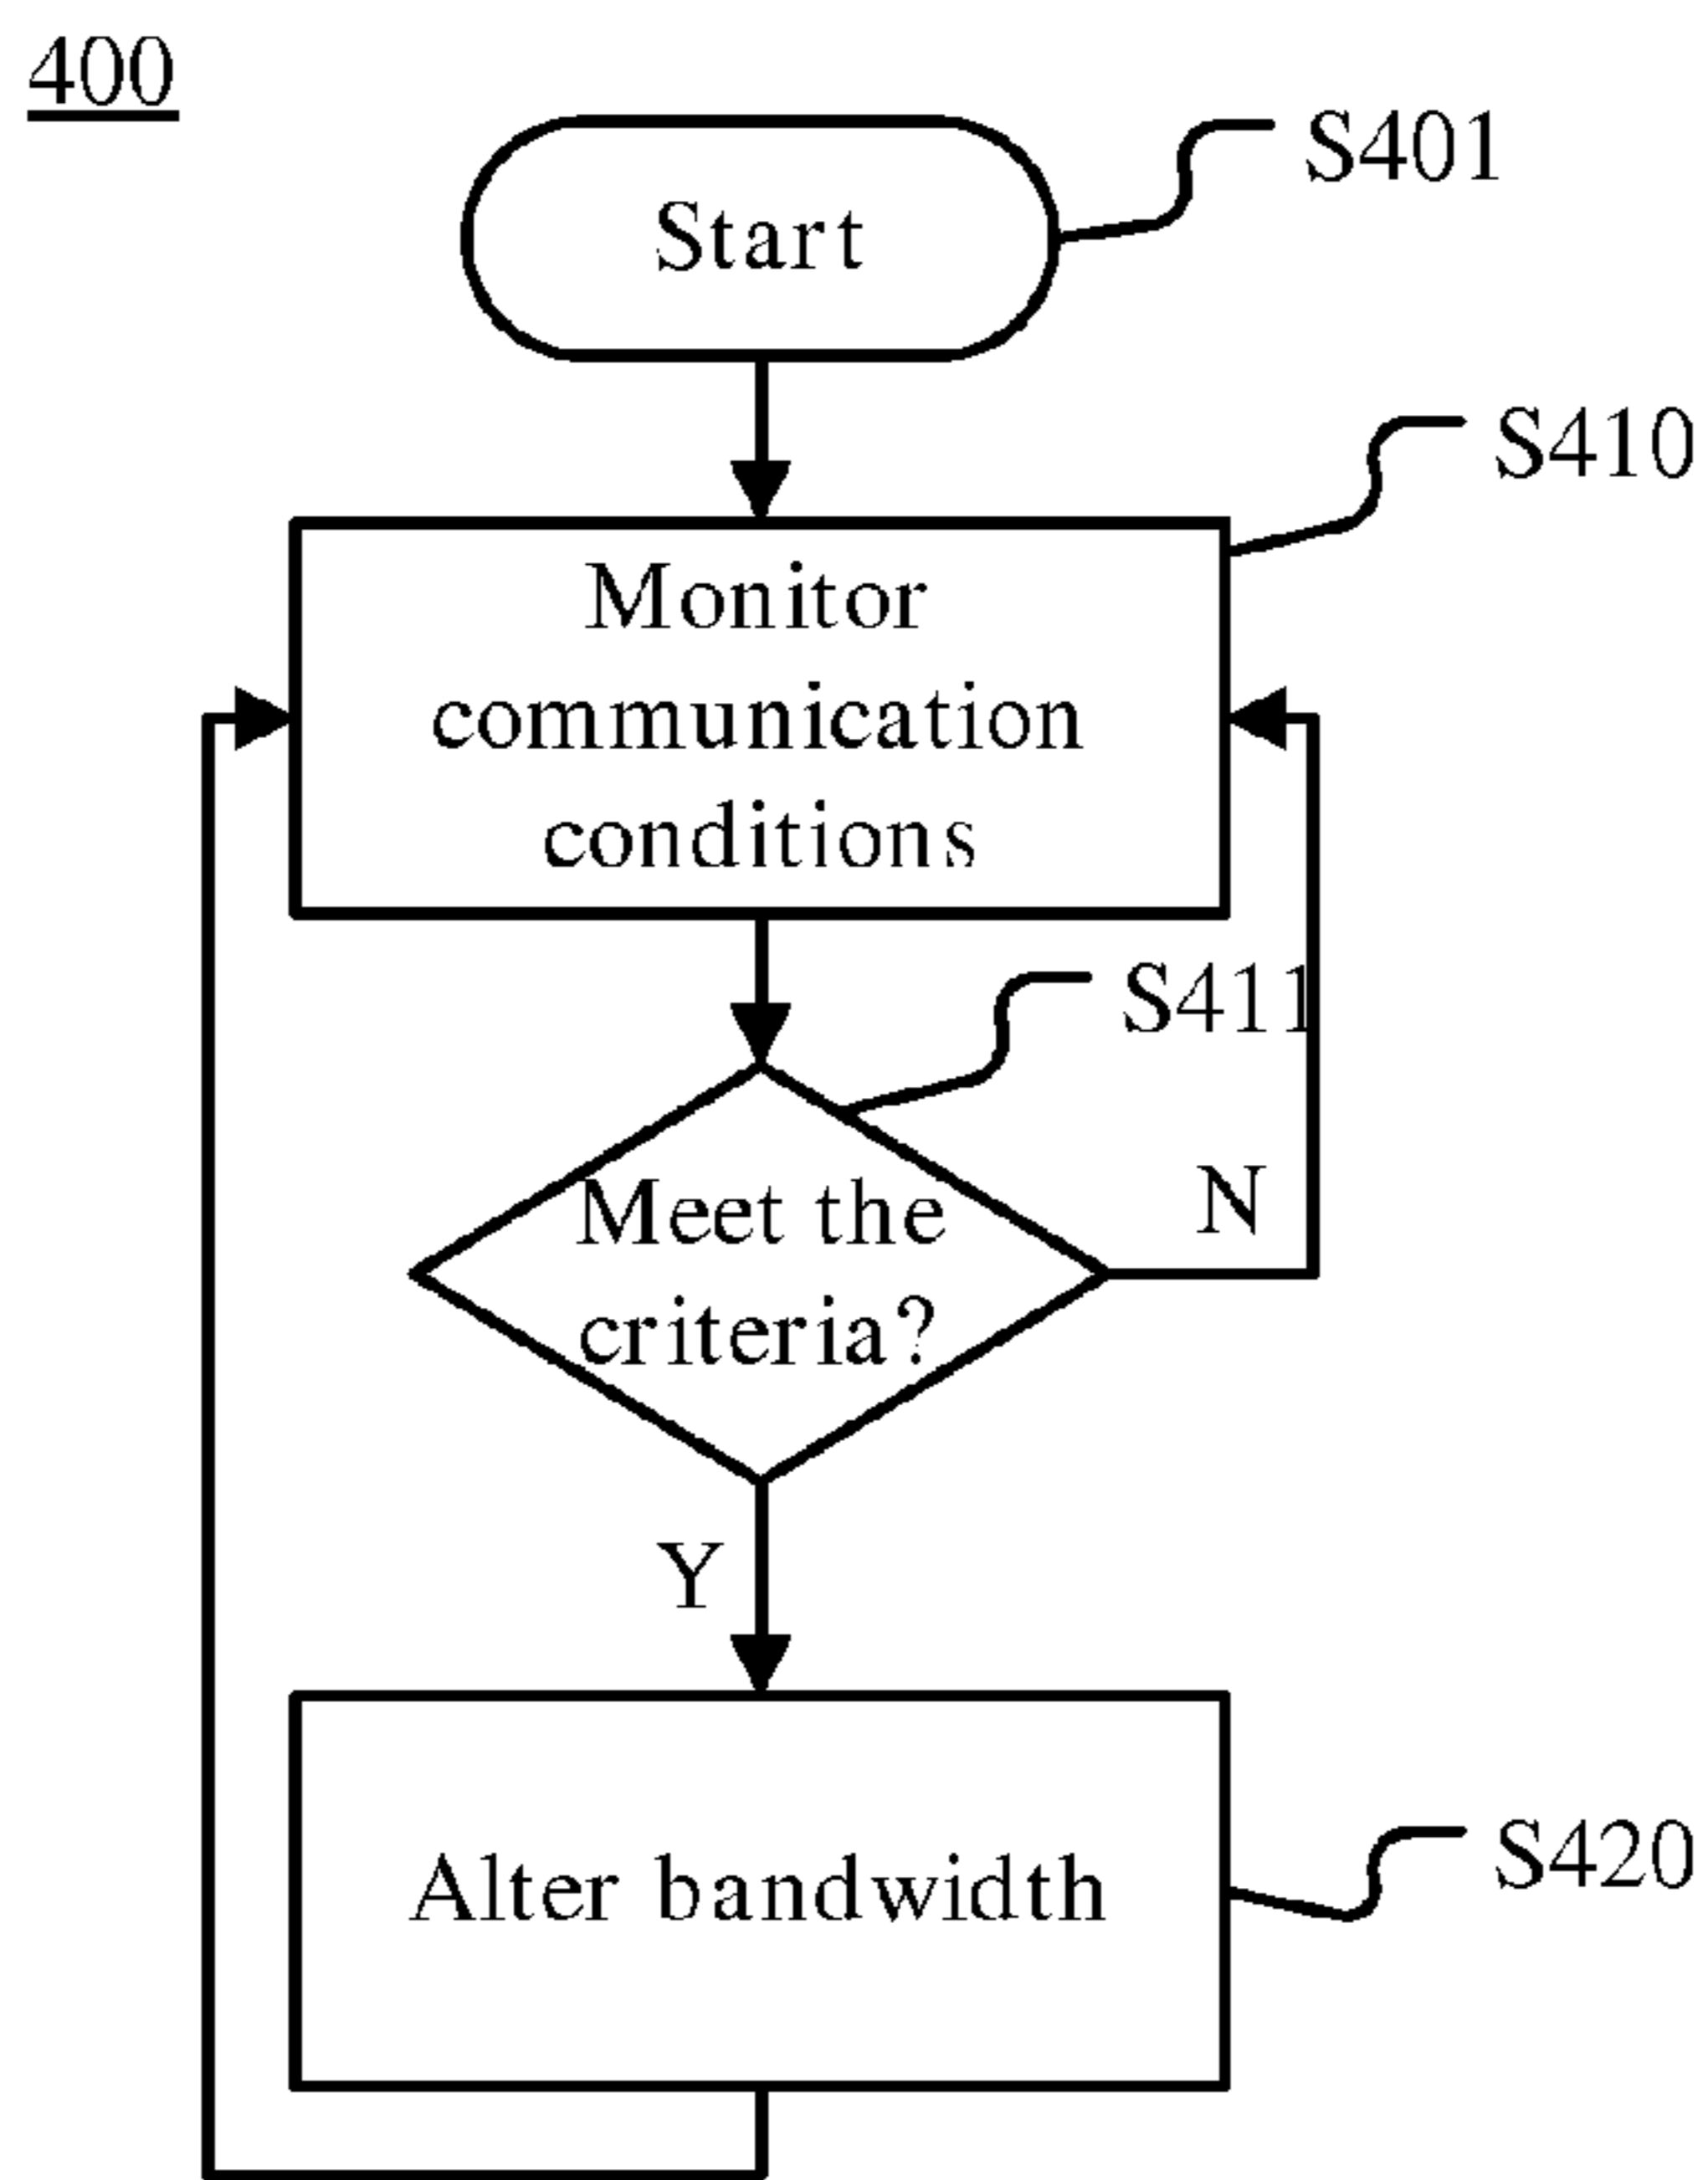 400
S401
Start
S410
Monitor
communication
conditions
S411
Meet the
criteria?
N
Y
Alter bandwidth
S420